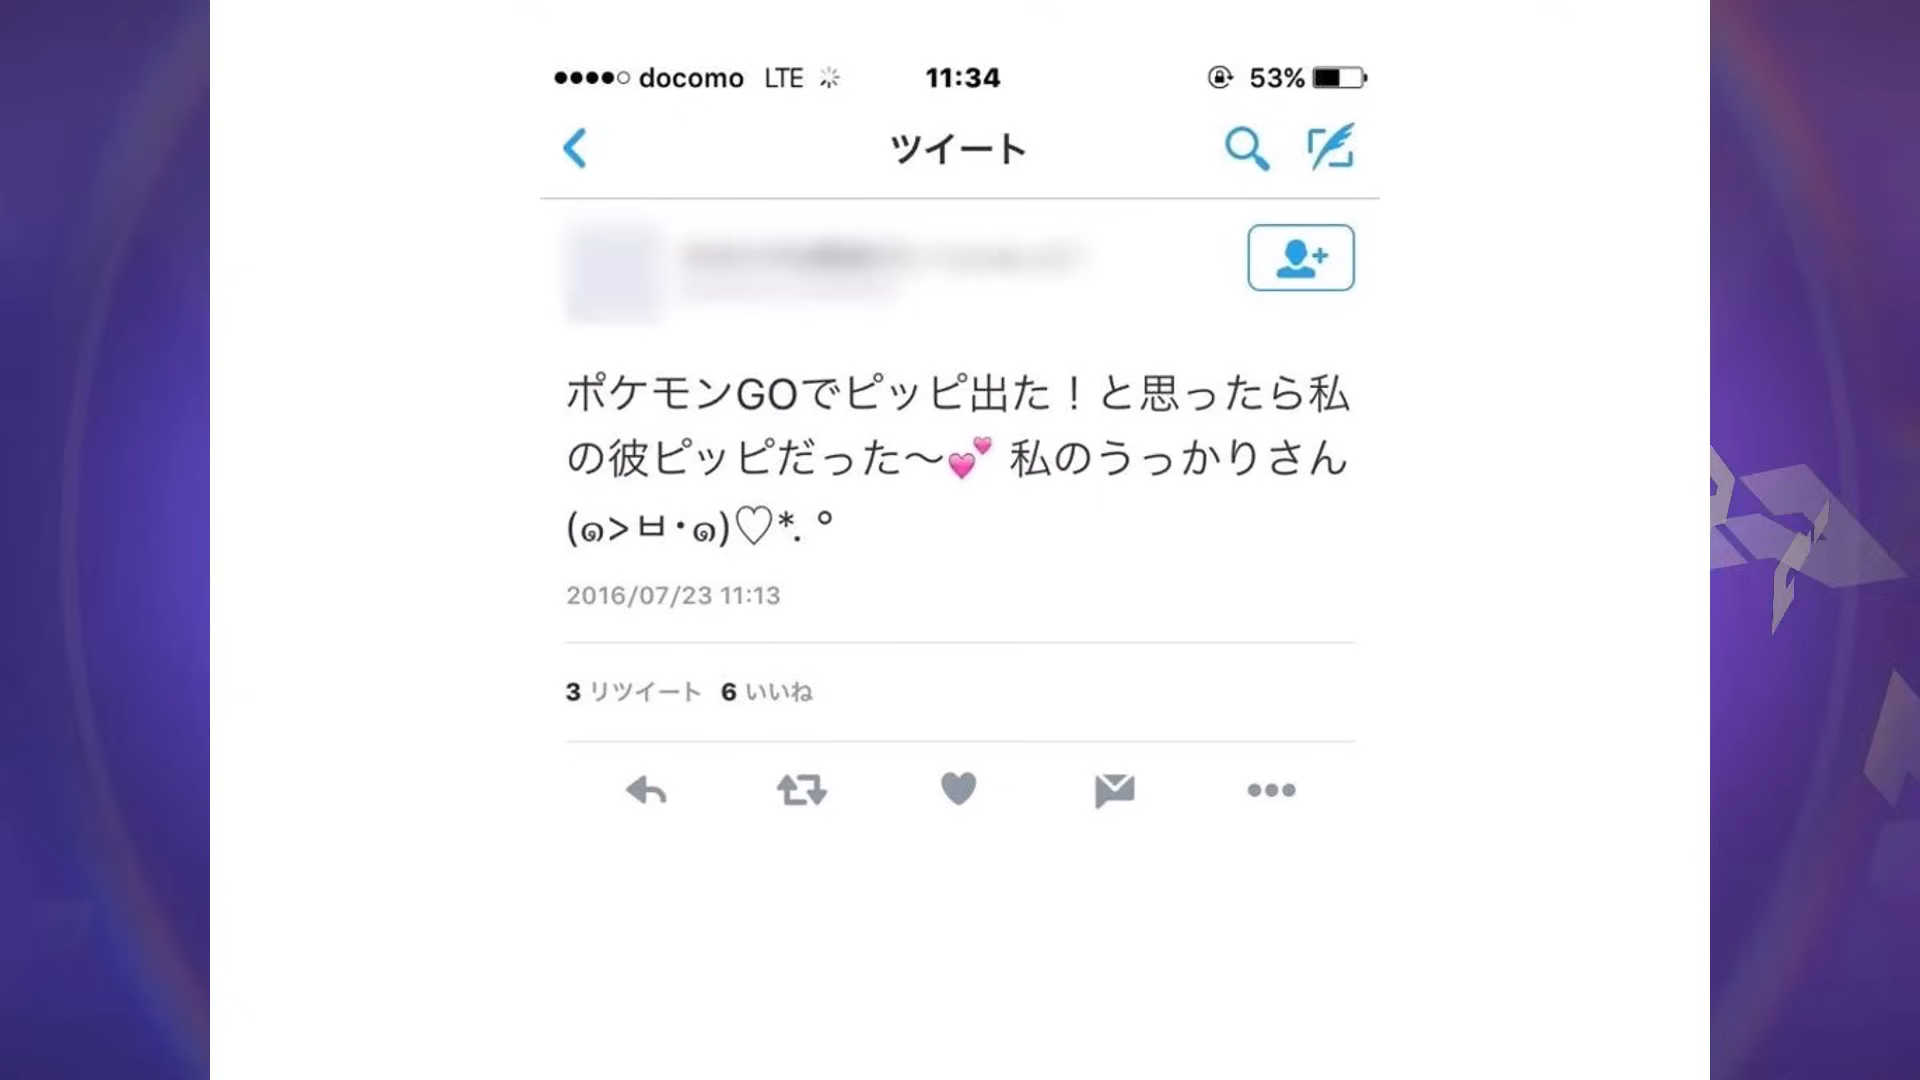 ●●●●○ docomo LTE 11:34 53%
ツイート
ポケモンGOでピッピ出た！と思ったら私
の彼ピッピだった〜💕 私のうっかりさん
(๑>ㅂ･๑)♡*. °
2016/07/23 11:13
3 リツイート 6 いいね